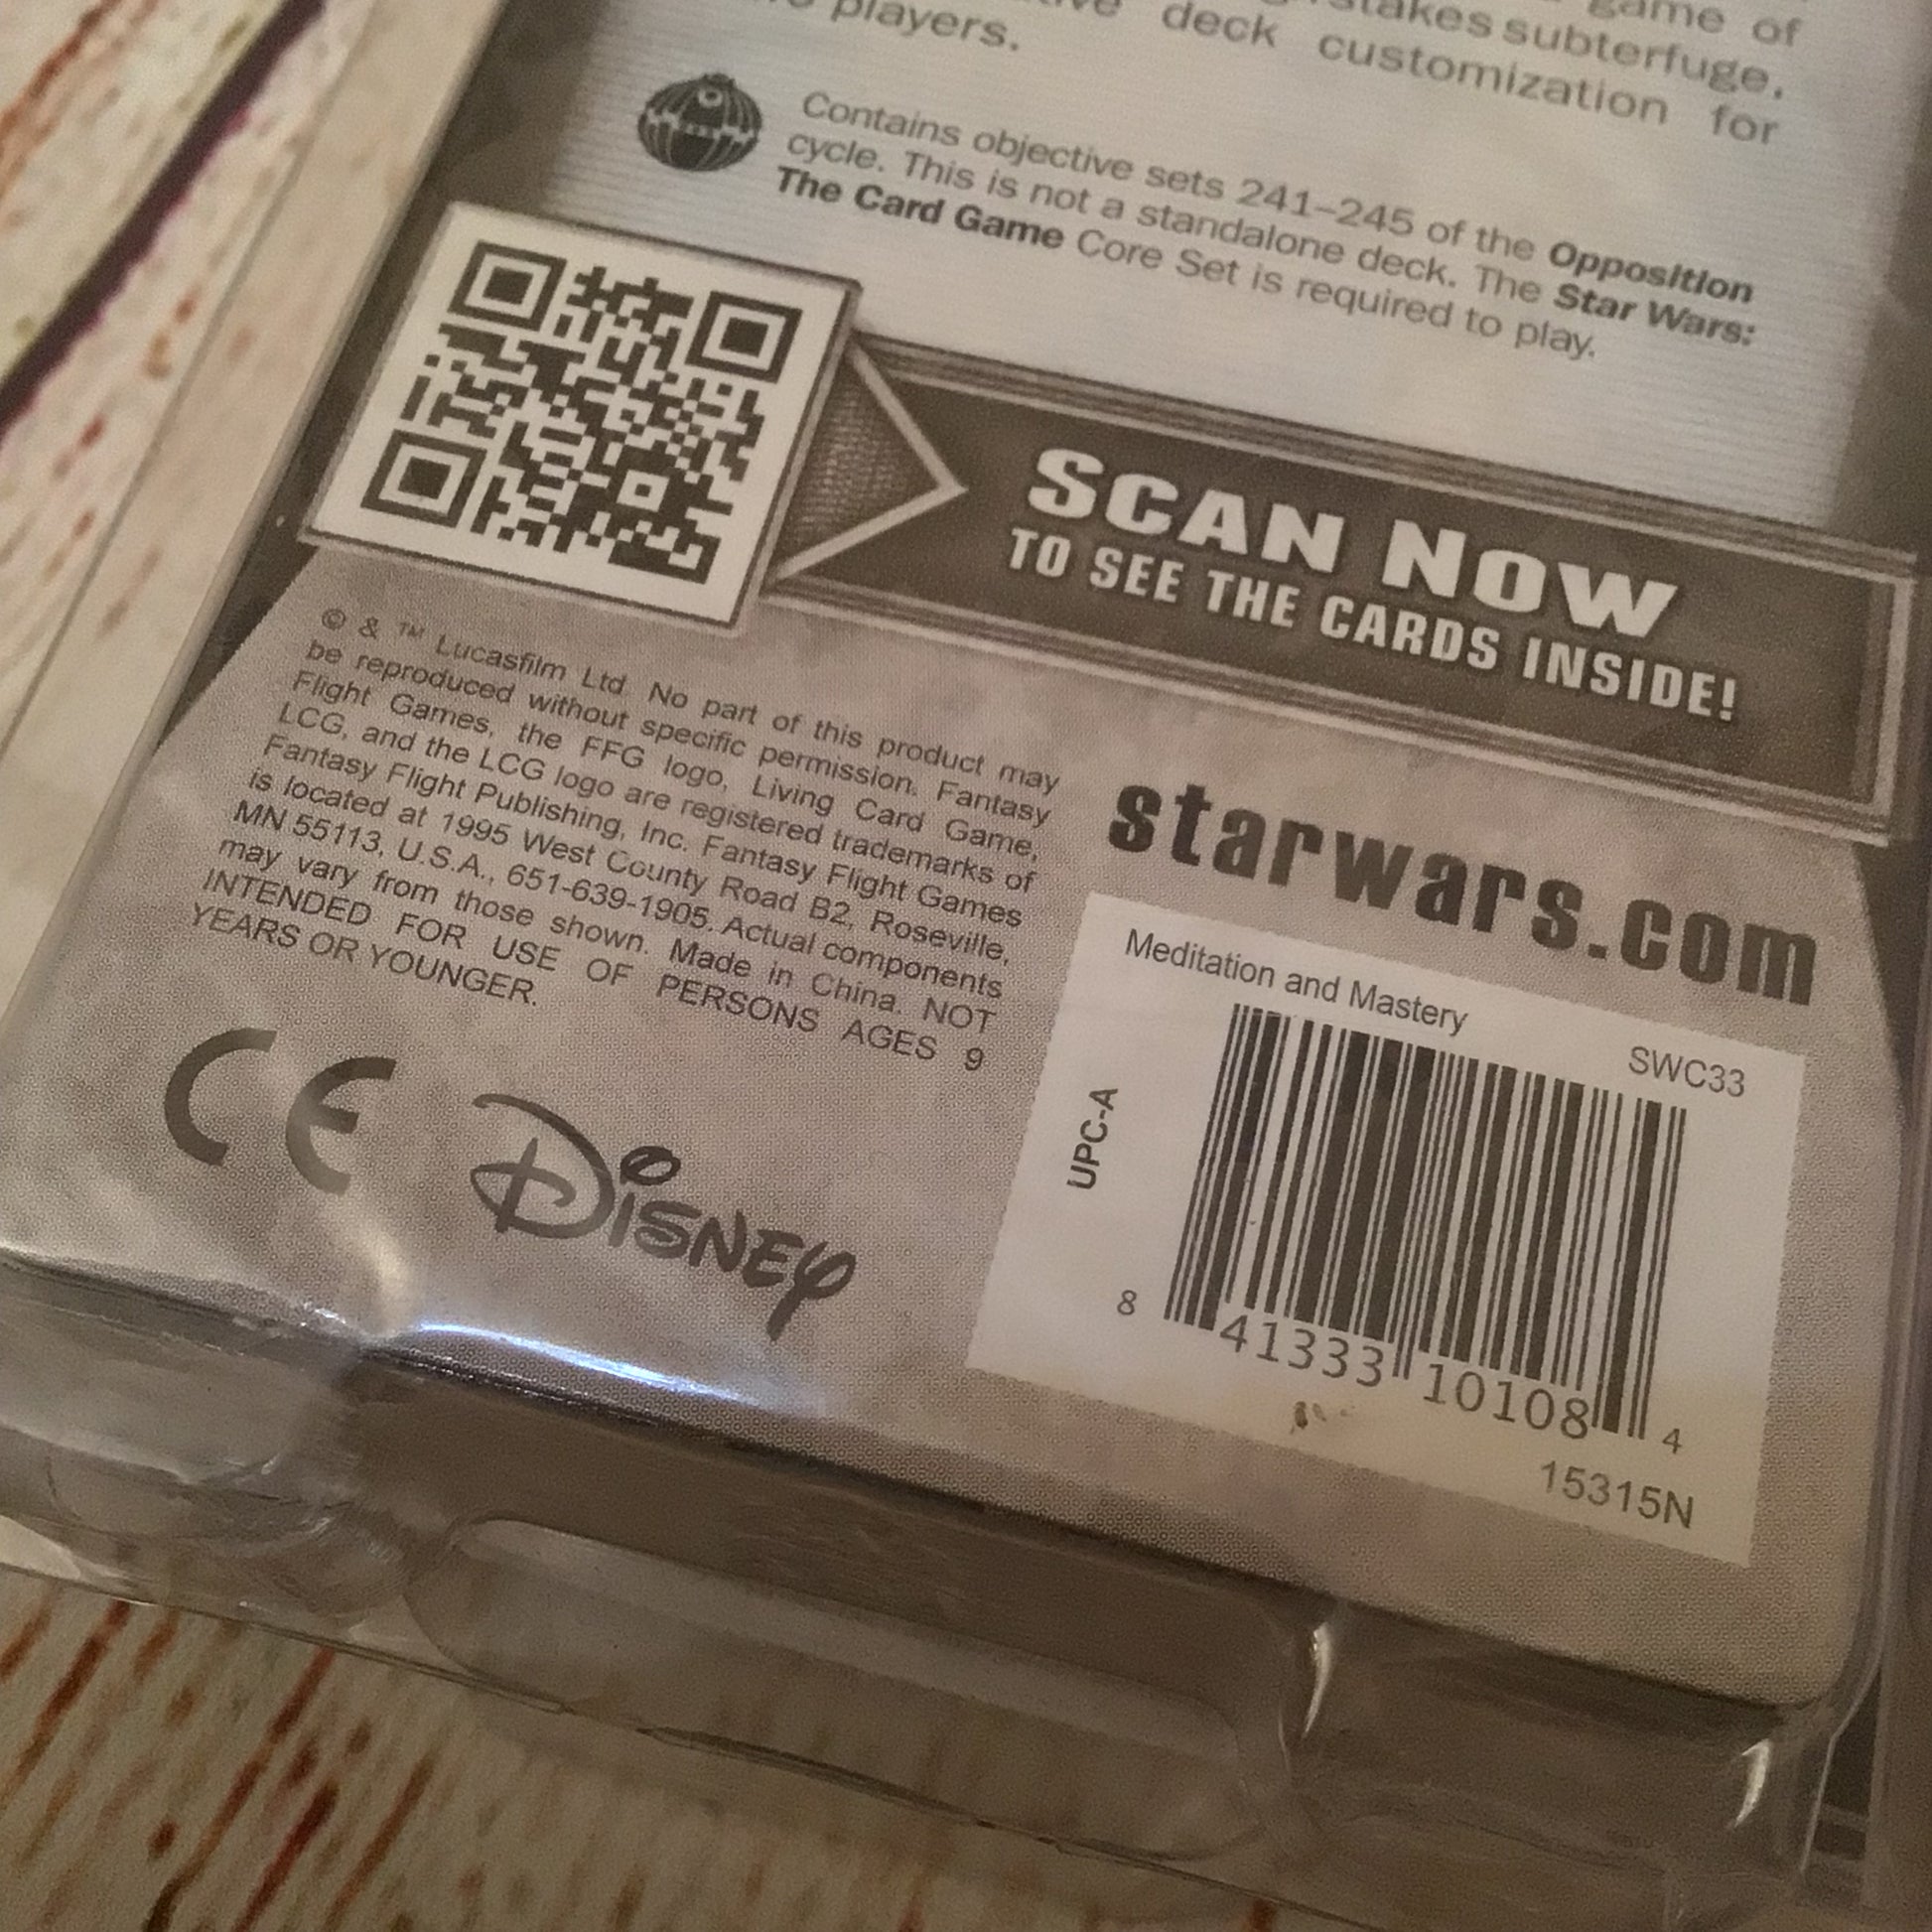 game of
stakes subterfuge,
deck customization for
players.
Contains objective sets 241–245 of the Opposition
cycle. This is not a standalone deck. The Star Wars:
The Card Game Core Set is required to play.
SCAN NOW
TO SEE THE CARDS INSIDE!
© & ™ Lucasfilm Ltd. No part of this product may
be reproduced without specific permission. Fantasy
Flight Games, the FFG logo, Living Card Game,
LCG, and the LCG logo are registered trademarks of
Fantasy Flight Publishing, Inc. Fantasy Flight Games
is located at 1995 West County Road B2, Roseville,
MN 55113, U.S.A., 651-639-1905. Actual components
may vary from those shown. Made in China. NOT
INTENDED FOR USE OF PERSONS AGES 9
YEARS OR YOUNGER.
CE
Disney
starwars.com
Meditation and Mastery
SWC33
UPC-A
8 41333 10108 4
15315N